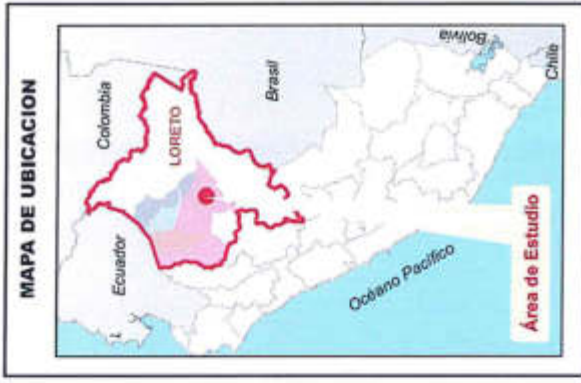 MAPA DE UBICACION
Colombia
Ecuador
LORETO
Brasil
Océano Pacífico
Bolivia
Chile
Área de Estudio